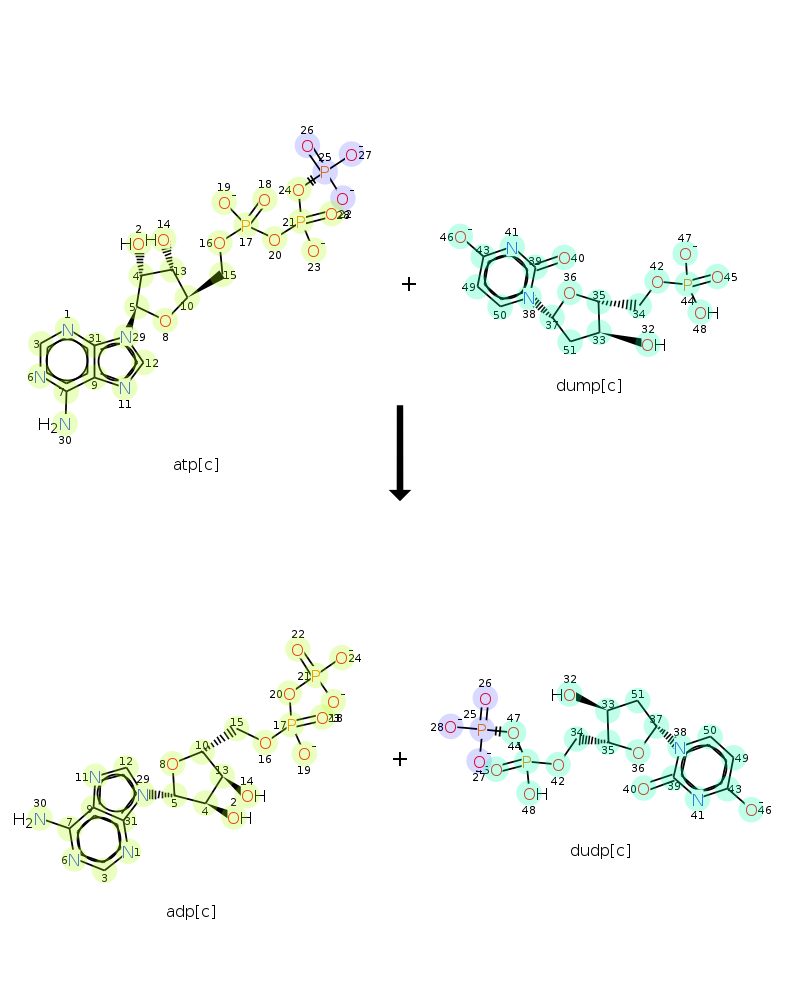 26
25
O
O⁻ 27
19
18
P
O⁻
O
24 O
O⁻
2
14
21 P
O 22
HO
HO
16 O
17
O
20
O⁻
4
13
15
23
5
10
1
O
8
N
31
N 29
3
6 N
9
12
7
N
11
H₂N
30
atp[c]
+
47
46 O⁻
41
O⁻
43
N
39
O 40
42
36
O
P
O 45
49
O
35
44
N
OH
50
38
34
48
37
32
33
OH
51
dump[c]
22
O
O⁻ 24
21 P
20
O
O⁻
15
17 P
O
10
O
O⁻
8 O
16
19
12
13
11 N
29
14
OH
30
N
5
2
4
OH
H₂N
9
31
7
6 N
N 1
3
adp[c]
+
26
32
51
O
HO
33
25
47
34
37
28 O⁻
P
O
38
50
44
35
O
N
O
P
O
36
49
O⁻
42
27
40 O
39
43
OH
N
O⁻ 46
48
41
dudp[c]